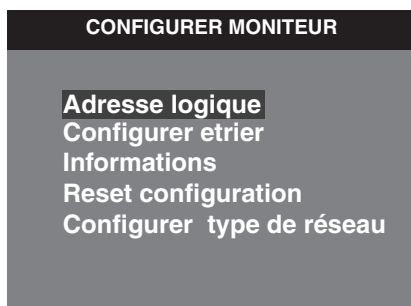 CONFIGURER MONITEUR
Adresse logique
Configurer etrier
Informations
Reset configuration
Configurer  type de réseau